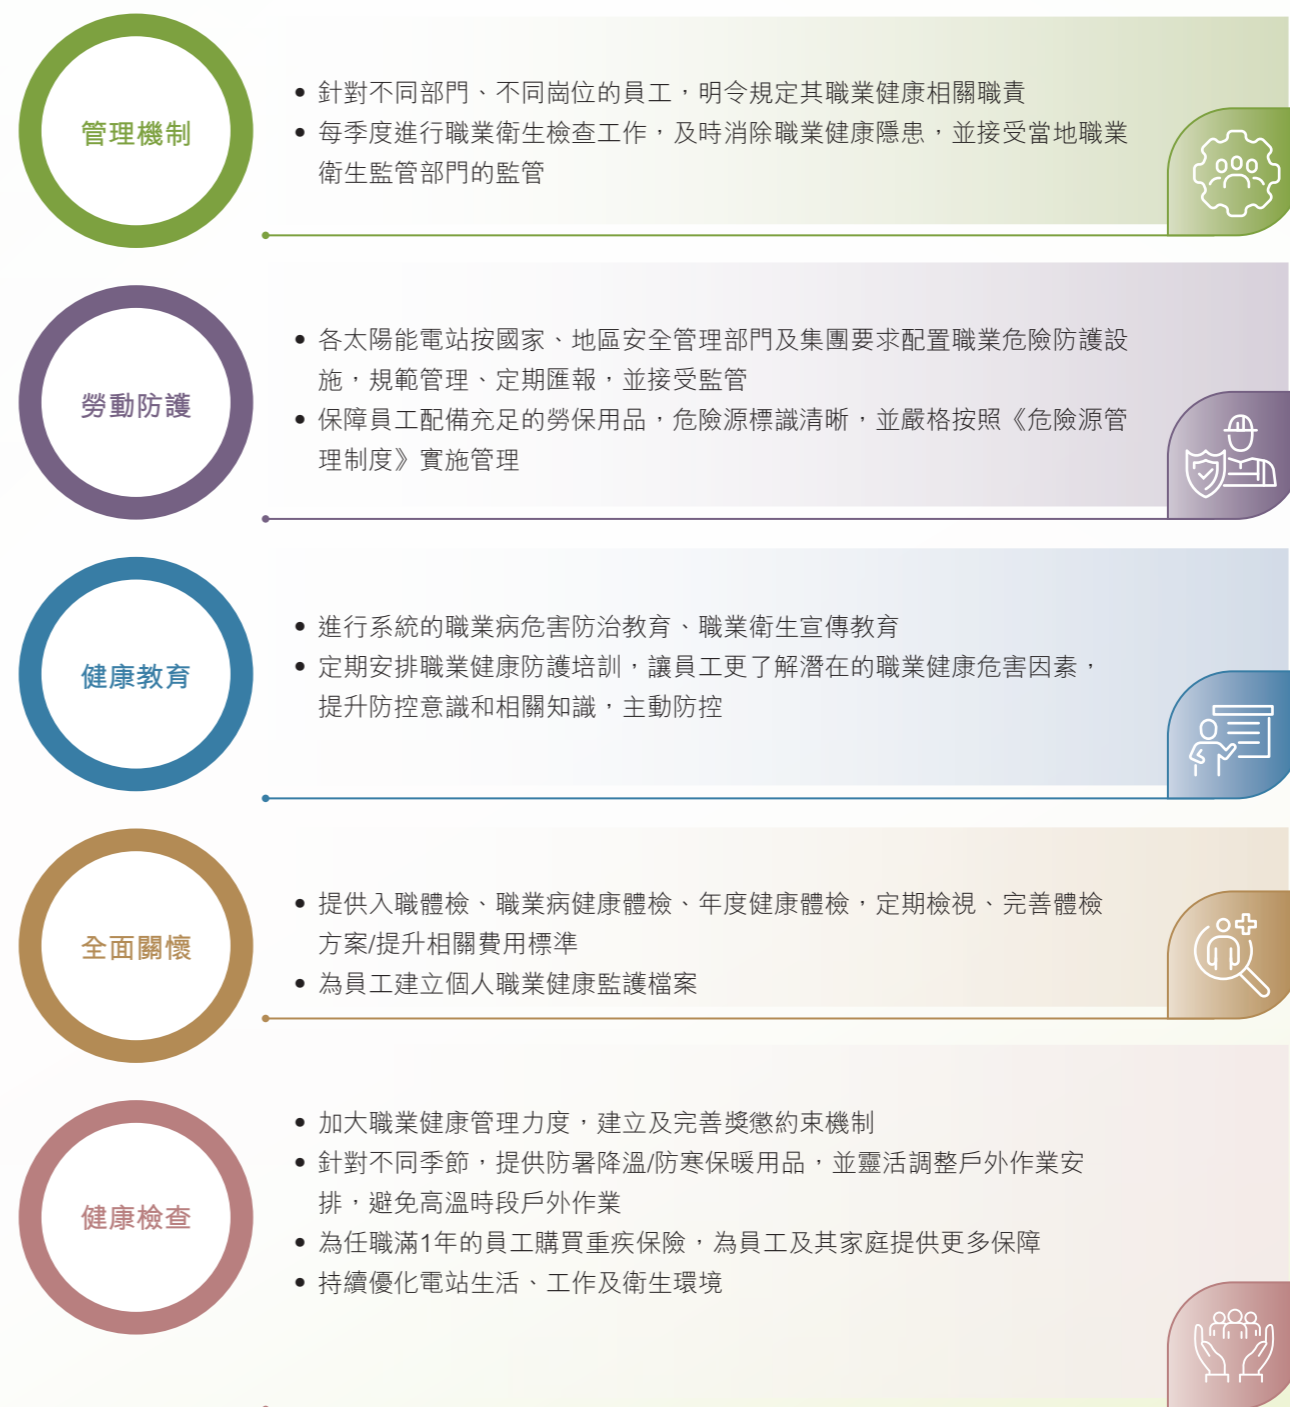 管理機制
• 針對不同部門、不同崗位的員工，明令規定其職業健康相關職責
• 每季度進行職業衛生檢查工作，及時消除職業健康隱患，並接受當地職業
衛生監管部門的監管
勞動防護
• 各太陽能電站按國家、地區安全管理部門及集團要求配置職業危險防護設
施，規範管理、定期匯報，並接受監管
• 保障員工配備充足的勞保用品，危險源標識清晰，並嚴格按照《危險源管
理制度》實施管理
健康教育
• 進行系統的職業病危害防治教育、職業衛生宣傳教育
• 定期安排職業健康防護培訓，讓員工更了解潛在的職業健康危害因素，
提升防控意識和相關知識，主動防控
全面關懷
• 提供入職體檢、職業病健康體檢、年度健康體檢，定期檢視、完善體檢
方案/提升相關費用標準
• 為員工建立個人職業健康監護檔案
健康檢查
• 加大職業健康管理力度，建立及完善獎懲約束機制
• 針對不同季節，提供防暑降溫/防寒保暖用品，並靈活調整戶外作業安
排，避免高溫時段戶外作業
• 為任職滿1年的員工購買重疾保險，為員工及其家庭提供更多保障
• 持續優化電站生活、工作及衛生環境